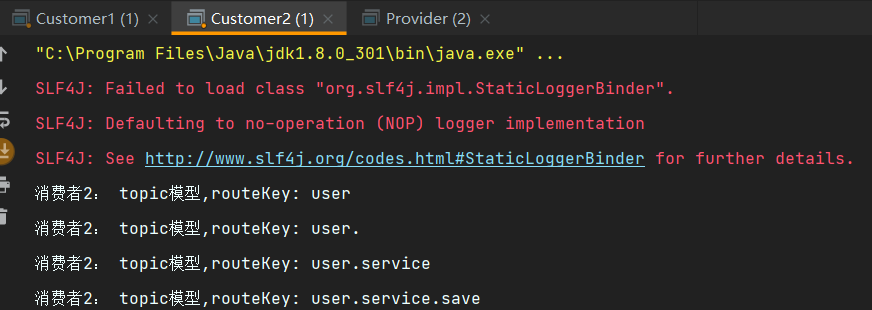 Customer1 (1) Customer2 (1) Provider (2)
"C:\Program Files\Java\jdk1.8.0_301\bin\java.exe" ...
SLF4J: Failed to load class "org.slf4j.impl.StaticLoggerBinder".
SLF4J: Defaulting to no-operation (NOP) logger implementation
SLF4J: See http://www.slf4j.org/codes.html#StaticLoggerBinder for further details.
消费者2: topic模型,routeKey: user
消费者2: topic模型,routeKey: user.
消费者2: topic模型,routeKey: user.service
消费者2: topic模型,routeKey: user.service.save